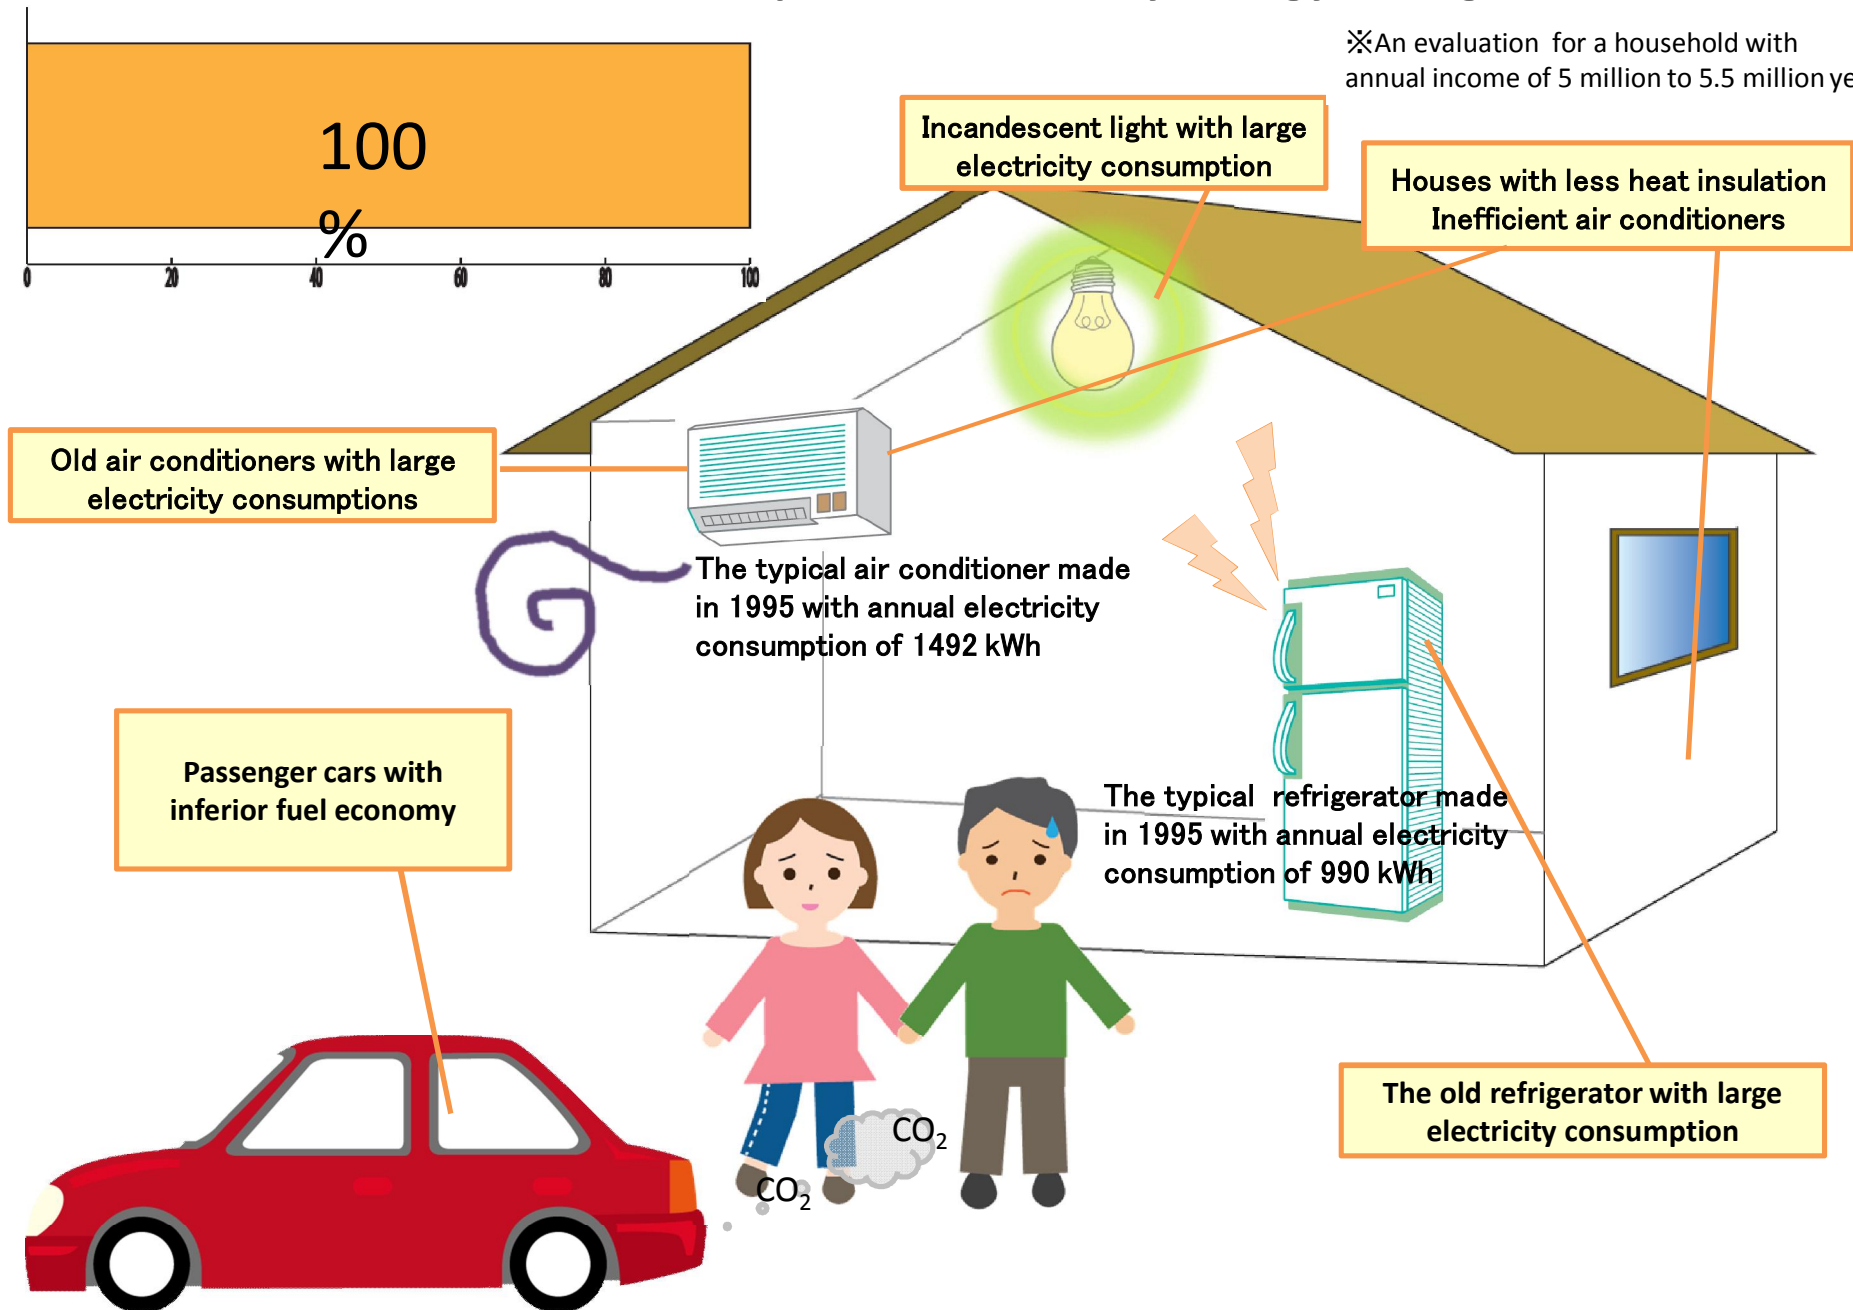 ※An evaluation for a household with
annual income of 5 million to 5.5 million
100
%
0 20 40 60 80 100
Incandescent light with large
electricity consumption
Houses with less heat insulation
Inefficient air conditioners
Old air conditioners with large
electricity consumptions
The typical air conditioner made
in 1995 with annual electricity
consumption of 1492 kWh
Passenger cars with
inferior fuel economy
The typical refrigerator made
in 1995 with annual electricity
consumption of 990 kWh
The old refrigerator with large
electricity consumption
CO₂
CO₂